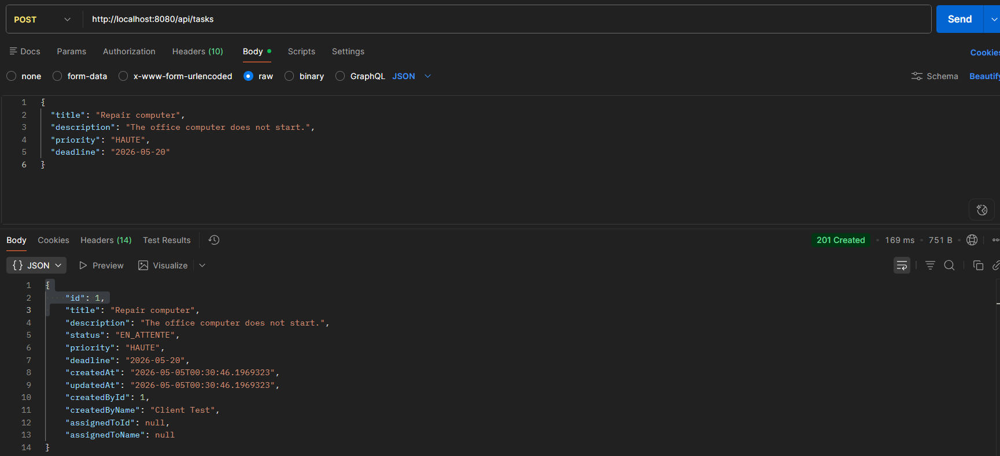 POST http://localhost:8080/api/tasks Send
Docs Params Authorization Headers (10) Body Scripts Settings Cookies
none form-data x-www-form-urlencoded raw binary GraphQL JSON Schema Beautify
1 {
2 "title": "Repair computer",
3 "description": "The office computer does not start.",
4 "priority": "HAUTE",
5 "deadline": "2026-05-20"
6 }
Body Cookies Headers (14) Test Results 201 Created • 169 ms • 751 B •
{} JSON Preview Visualize
1 {
2 "id": 1,
3 "title": "Repair computer",
4 "description": "The office computer does not start.",
5 "status": "EN_ATTENTE",
6 "priority": "HAUTE",
7 "deadline": "2026-05-20",
8 "createdAt": "2026-05-05T00:30:46.1969323",
9 "updatedAt": "2026-05-05T00:30:46.1969323",
10 "createdById": 1,
11 "createdByName": "Client Test",
12 "assignedToId": null,
13 "assignedToName": null
14 }